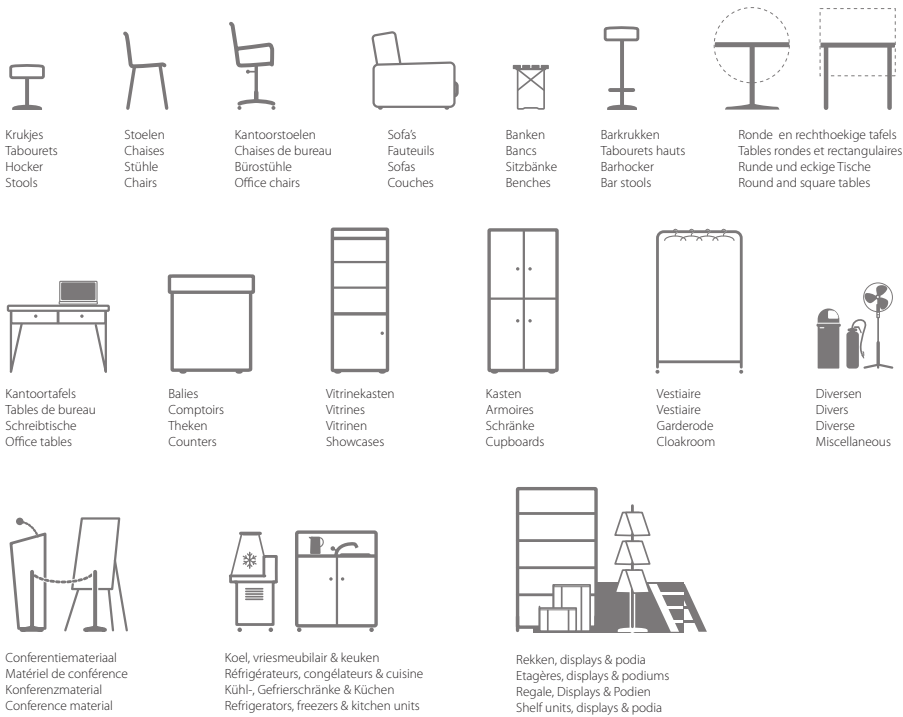 Krukjes
Tabourets
Hocker
Stools
Stoelen
Chaises
Stühle
Chairs
Kantoorstoelen
Chaises de bureau
Bürostühle
Office chairs
Sofa's
Fauteuils
Sofas
Couches
Banken
Bancs
Sitzbänke
Benches
Barkrukken
Tabourets hauts
Barhocker
Bar stools
Ronde en rechthoekige tafels
Tables rondes et rectangulaires
Runde und eckige Tische
Round and square tables
Kantoortafels
Tables de bureau
Schreibtische
Office tables
Balies
Comptoirs
Theken
Counters
Vitrinekasten
Vitrines
Vitrinen
Showcases
Kasten
Armoires
Schränke
Cupboards
Vestiaire
Vestiaire
Garderode
Cloakroom
Diversen
Divers
Diverse
Miscellaneous
Conferentiemateriaal
Matériel de conférence
Konferenzmaterial
Conference material
Koel, vriesmeubilair & keuken
Réfrigérateurs, congélateurs & cuisine
Kühl-, Gefrierschränke & Küchen
Refrigerators, freezers & kitchen units
Rekken, displays & podia
Etagères, displays & podiums
Regale, Displays & Podien
Shelf units, displays & podia